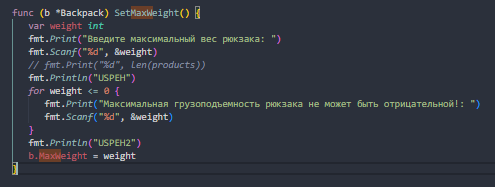 func (b *Backpack) SetMaxWeight() {
var weight int
fmt.Print("Введите максимальный вес рюкзака: ")
fmt.Scanf("%d", &weight)
// fmt.Print("%d", len(products))
fmt.Println("USPEH")
for weight <= 0 {
fmt.Print("Максимальная грузоподъемность рюкзака не может быть отрицательной!: ")
fmt.Scanf("%d", &weight)
}
fmt.Println("USPEH2")
b.MaxWeight = weight
}